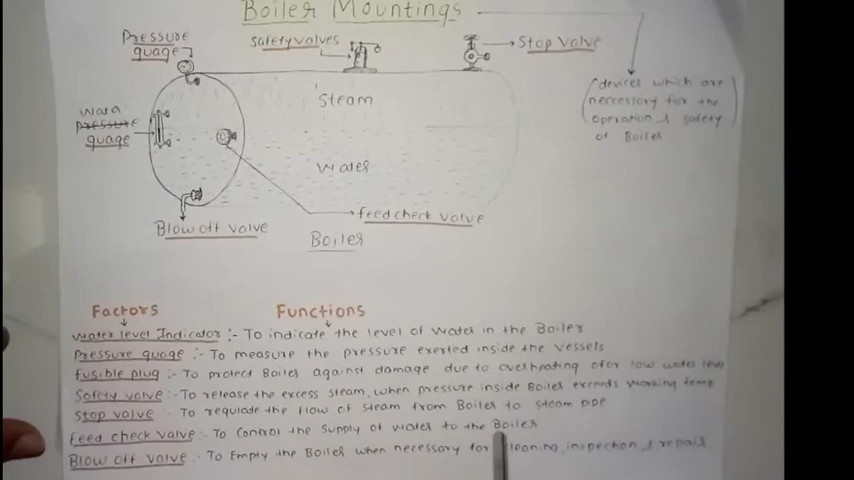 Boiler Mountings
Pressure
guage
Safety valves
Stop valve
(devices which are
neccessory for the
operation & safety
of Boiler)
Steam
Wata
Pressure
guage
Water
feed check valve
Blow off valve
Boiler
Factors
Functions
Water level Indicator :- To indicate the level of Water in the Boiler
Pressure guage :- To measure the pressure exerted inside the vessels
fusible plug :- To protect Boiler against damage due to overheating for low water level
Safety valve :- To release the excess steam, when pressure inside Boiler exceeds working temp
Stop valve :- To regulate the flow of steam from Boiler to steam
feed check valve :- To control the supply of water to the Boiler
Blow off valve :- To Empty the Boiler when necessary for cleaning, inspection & repair